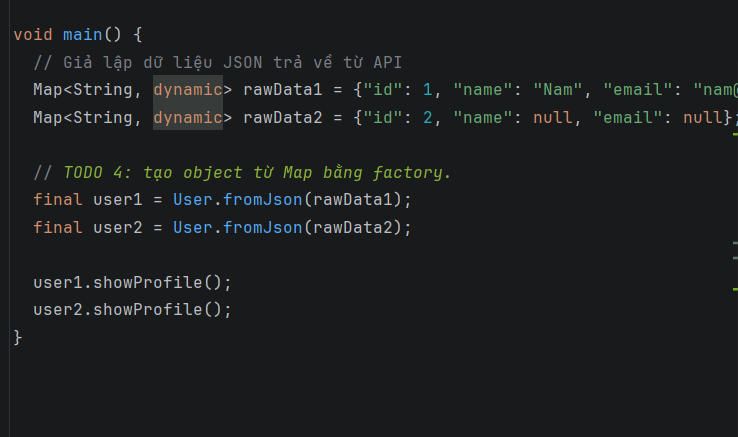 void main() {
// Giả lập dữ liệu JSON trả về từ API
Map<String, dynamic> rawData1 = {"id": 1, "name": "Nam", "email": "nam@
Map<String, dynamic> rawData2 = {"id": 2, "name": null, "email": null};
// TODO 4: tạo object từ Map bằng factory.
final user1 = User.fromJson(rawData1);
final user2 = User.fromJson(rawData2);
user1.showProfile();
user2.showProfile();
}